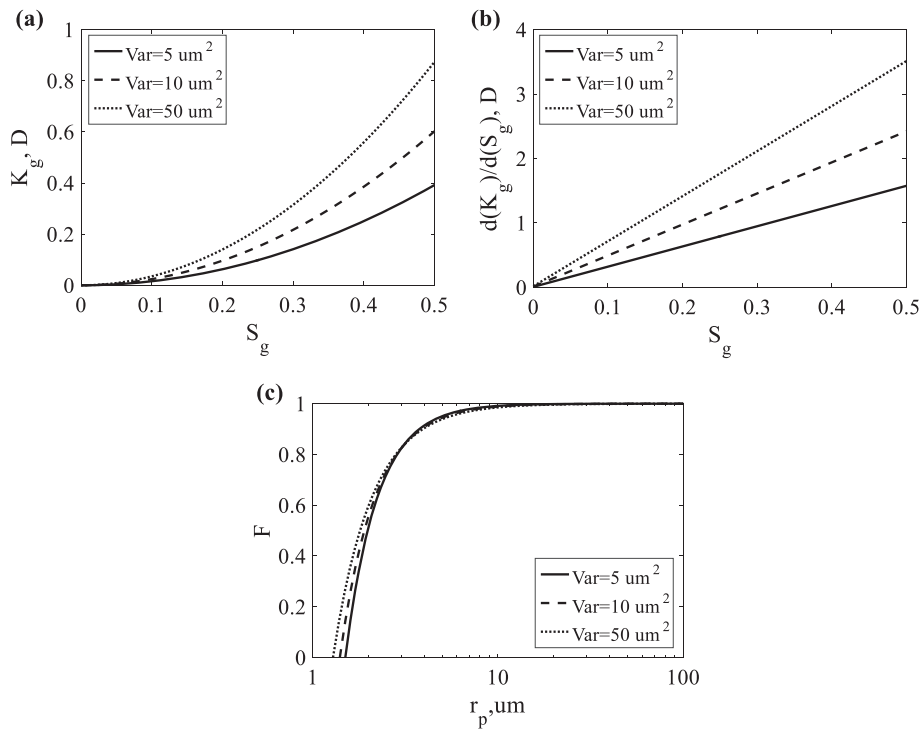 (a)
1
0.8
0.6
0.4
0.2
0
K_g, D
Var=5 um^2
Var=10 um^2
Var=50 um^2
0 0.1 0.2 0.3 0.4 0.5
S_g
(b)
4
3
2
1
0
d(K_g)/d(S_g), D
Var=5 um^2
Var=10 um^2
Var=50 um^2
0 0.1 0.2 0.3 0.4 0.5
S_g
(c)
1
0.8
0.6
0.4
0.2
0
F
Var=5 um^2
Var=10 um^2
Var=50 um^2
1 10 100
r_p,um